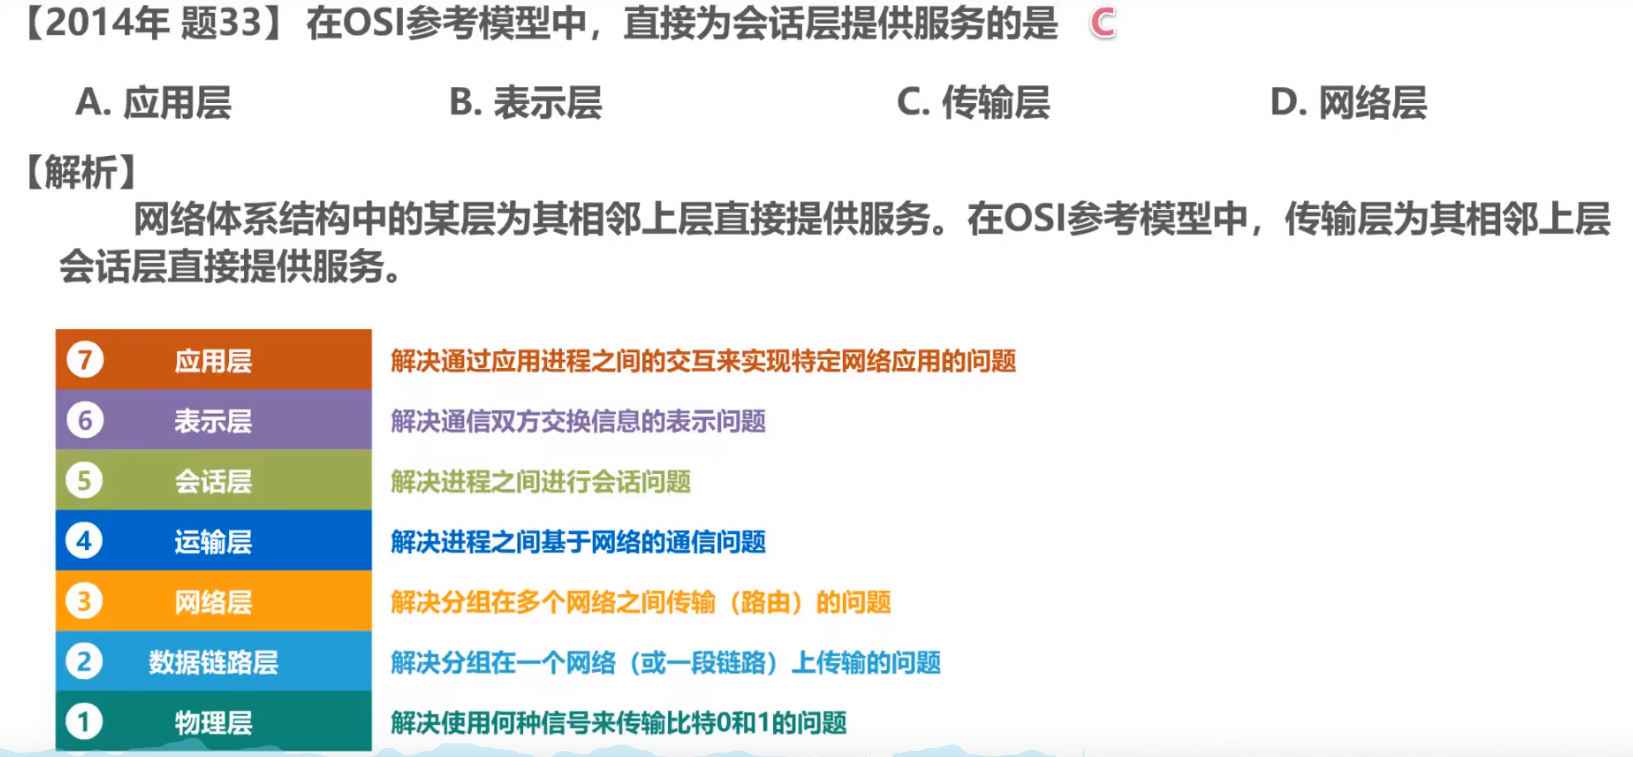 【2014年 题33】在OSI参考模型中，直接为会话层提供服务的是 C
A. 应用层 B. 表示层 C. 传输层 D. 网络层
【解析】
网络体系结构中的某层为其相邻上层直接提供服务。在OSI参考模型中，传输层为其相邻上层
会话层直接提供服务。
7 应用层 解决通过应用进程之间的交互来实现特定网络应用的问题
6 表示层 解决通信双方交换信息的表示问题
5 会话层 解决进程之间进行会话问题
4 运输层 解决进程之间基于网络的通信问题
3 网络层 解决分组在多个网络之间传输（路由）的问题
2 数据链路层 解决分组在一个网络（或一段链路）上传输的问题
1 物理层 解决使用何种信号来传输比特0和1的问题